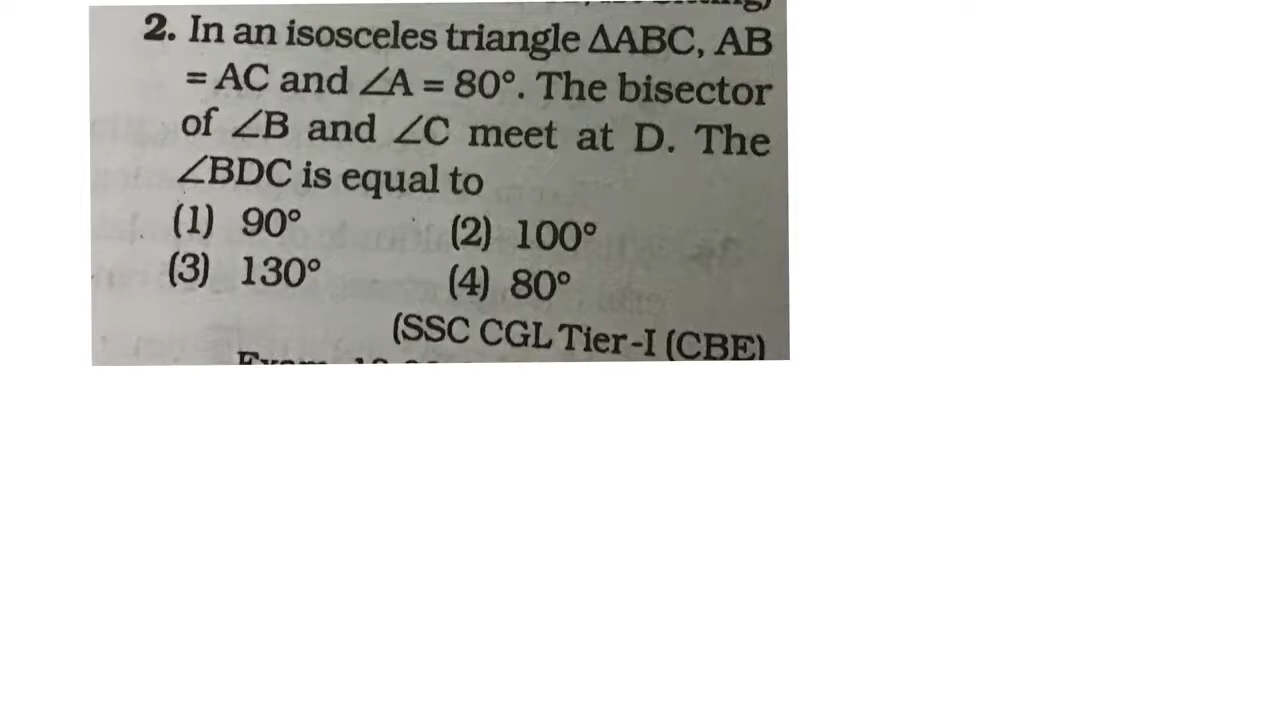 2. In an isosceles triangle ΔABC, AB
= AC and ∠A = 80°. The bisector
of ∠B and ∠C meet at D. The
∠BDC is equal to
(1) 90° (2) 100°
(3) 130° (4) 80°
(SSC CGL Tier-I (CBE)